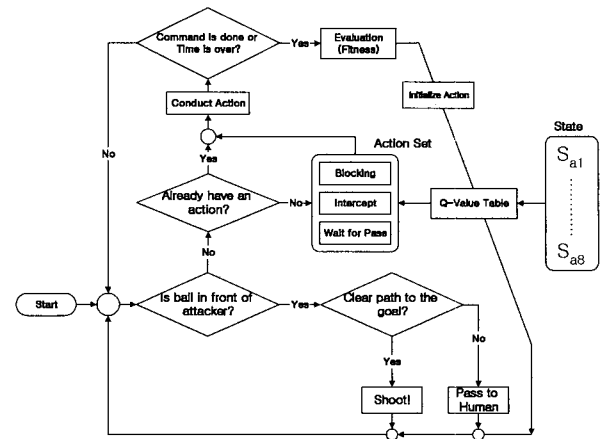 Command is done or
Time is over?
Yes
Evaluation
(Fitness)
Initialize Action
Conduct Action
No
Yes
Action Set
State
Blocking
Intercept
Wait for Pass
Already have an
action?
No
Q-Value Table
Sa1
Sa8
No
Start
Is ball in front of
attacker?
Yes
Clear path to the
goal?
No
Yes
Shoot!
Pass to
Human